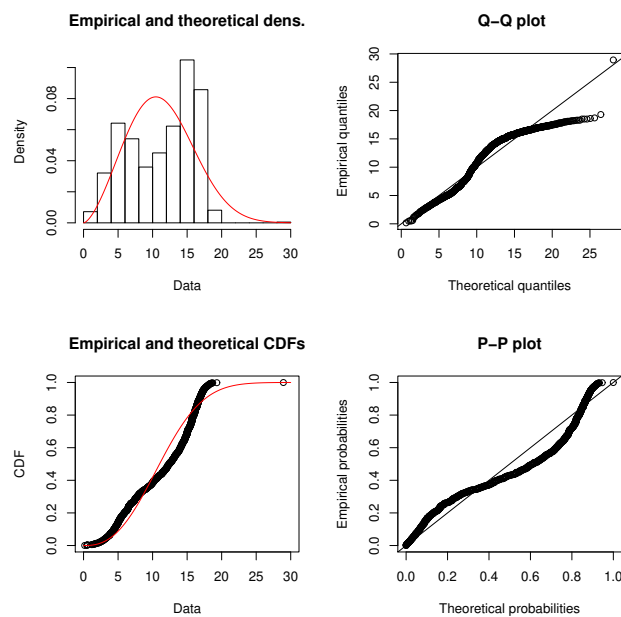 Empirical and theoretical dens.
Density
0.00
0.04
0.08
0 5 10 15 20 25 30
Data
Q−Q plot
Empirical quantiles
0 5 10 15 20 25 30
0 5 10 15 20 25
Theoretical quantiles
Empirical and theoretical CDFs
CDF
0.0 0.2 0.4 0.6 0.8 1.0
0 5 10 15 20 25 30
Data
P−P plot
Empirical probabilities
0.0 0.2 0.4 0.6 0.8 1.0
0.0 0.2 0.4 0.6 0.8 1.0
Theoretical probabilities